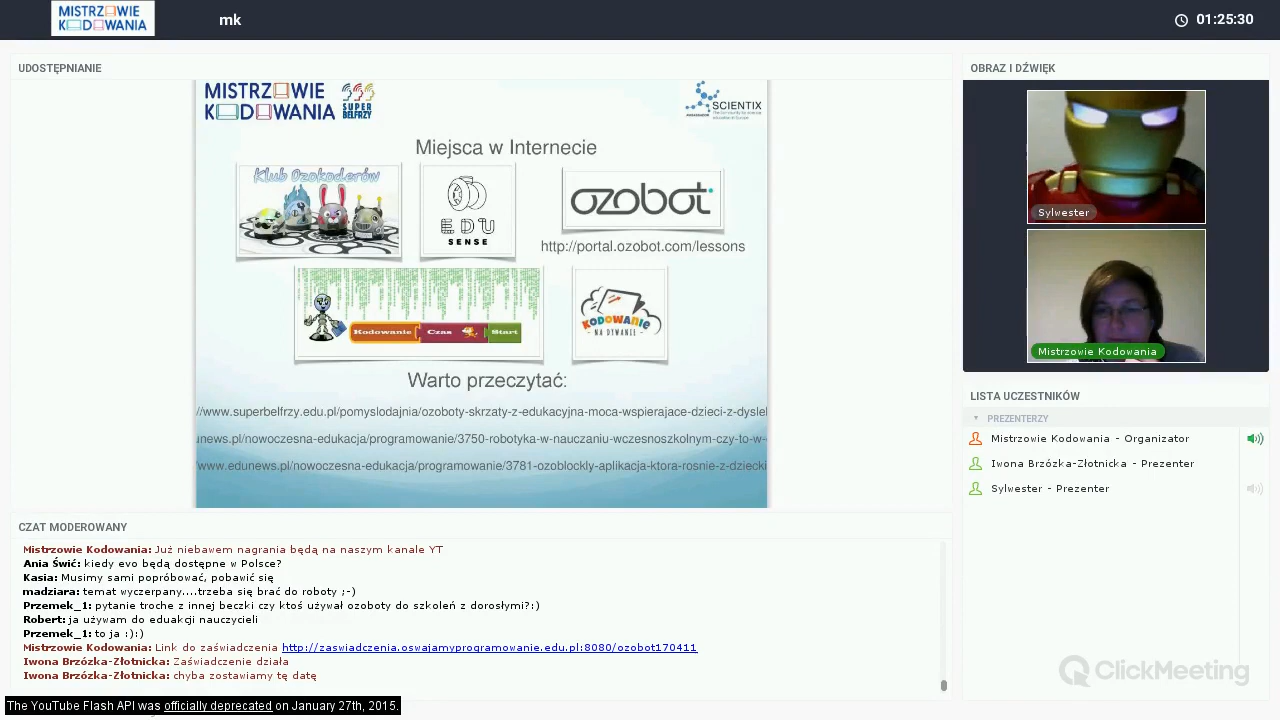 MISTRZOWIE
KODOWANIA
mk
01:25:30
UDOSTĘPNIANIE
MISTRZOWIE
KODOWANIA
SUPER
BELFRZY
SCIENTIX
Miejsca w Internecie
Klub Ozokoderów
EDU
SENSE
ozobot
http://portal.ozobot.com/lessons
Kodowanie Czas Start
KODOWANIE
NA DYWANIE
Warto przeczytać:
//www.superbelfrzy.edu.pl/pomyslodajnia/ozoboty-skrzaty-z-edukacyjna-moca-wspierajace-dzieci-z-dyslel
unews.pl/nowoczesna-edukacja/programowanie/3750-robotyka-w-nauczaniu-wczesnoszkolnym-czy-to-w-
/www.edunews.pl/nowoczesna-edukacja/programowanie/3781-ozoblockly-aplikacja-ktora-rosnie-z-dziecki
CZAT MODEROWANY
Mistrzowie Kodowania: Już niebawem nagrania będą na naszym kanale YT
Ania Świć: kiedy evo będą dostępne w Polsce?
Kasia: Musimy sami popróbować, pobawić się
madziara: temat wyczerpany....trzeba się brać do roboty ;-)
Przemek_1: pytanie troche z innej beczki czy ktoś używał ozoboty do szkoleń z dorosłymi?:)
Robert: ja używam do eduakcji nauczycieli
Przemek_1: to ja :):)
Mistrzowie Kodowania: Link do zaświadczenia http://zaswiadczenia.oswajamyprogramowanie.edu.pl:8080/ozobot170411
Iwona Brzózka-Złotnicka: Zaświadczenie działa
Iwona Brzózka-Złotnicka: chyba zostawiamy tę datę
The YouTube Flash API was officially deprecated on January 27th, 2015.
OBRAZ I DŹWIĘK
Sylwester
Mistrzowie Kodowania
LISTA UCZESTNIKÓW
PREZENTERZY
Mistrzowie Kodowania - Organizator
Iwona Brzózka-Złotnicka - Prezenter
Sylwester - Prezenter
ClickMeeting